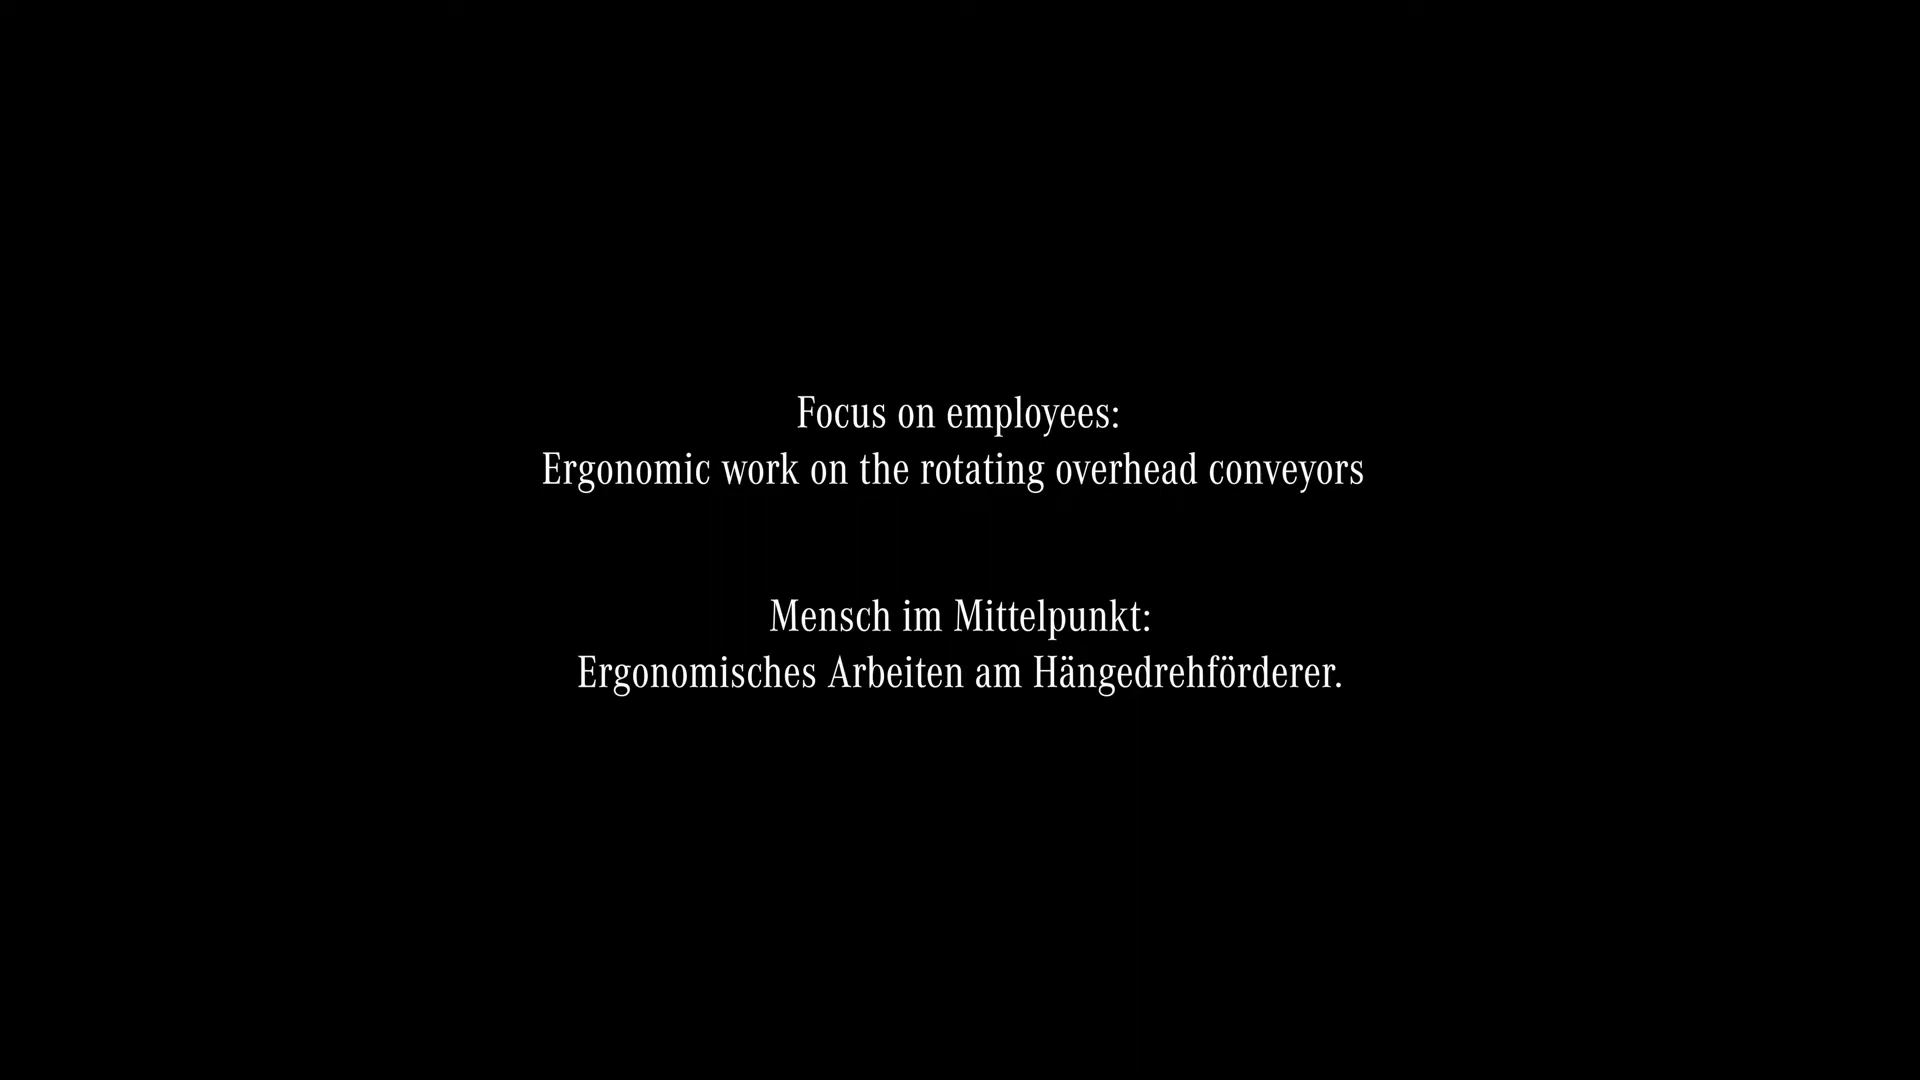 Focus on employees:
Ergonomic work on the rotating overhead conveyors
Mensch im Mittelpunkt:
Ergonomisches Arbeiten am Hängedrehförderer.